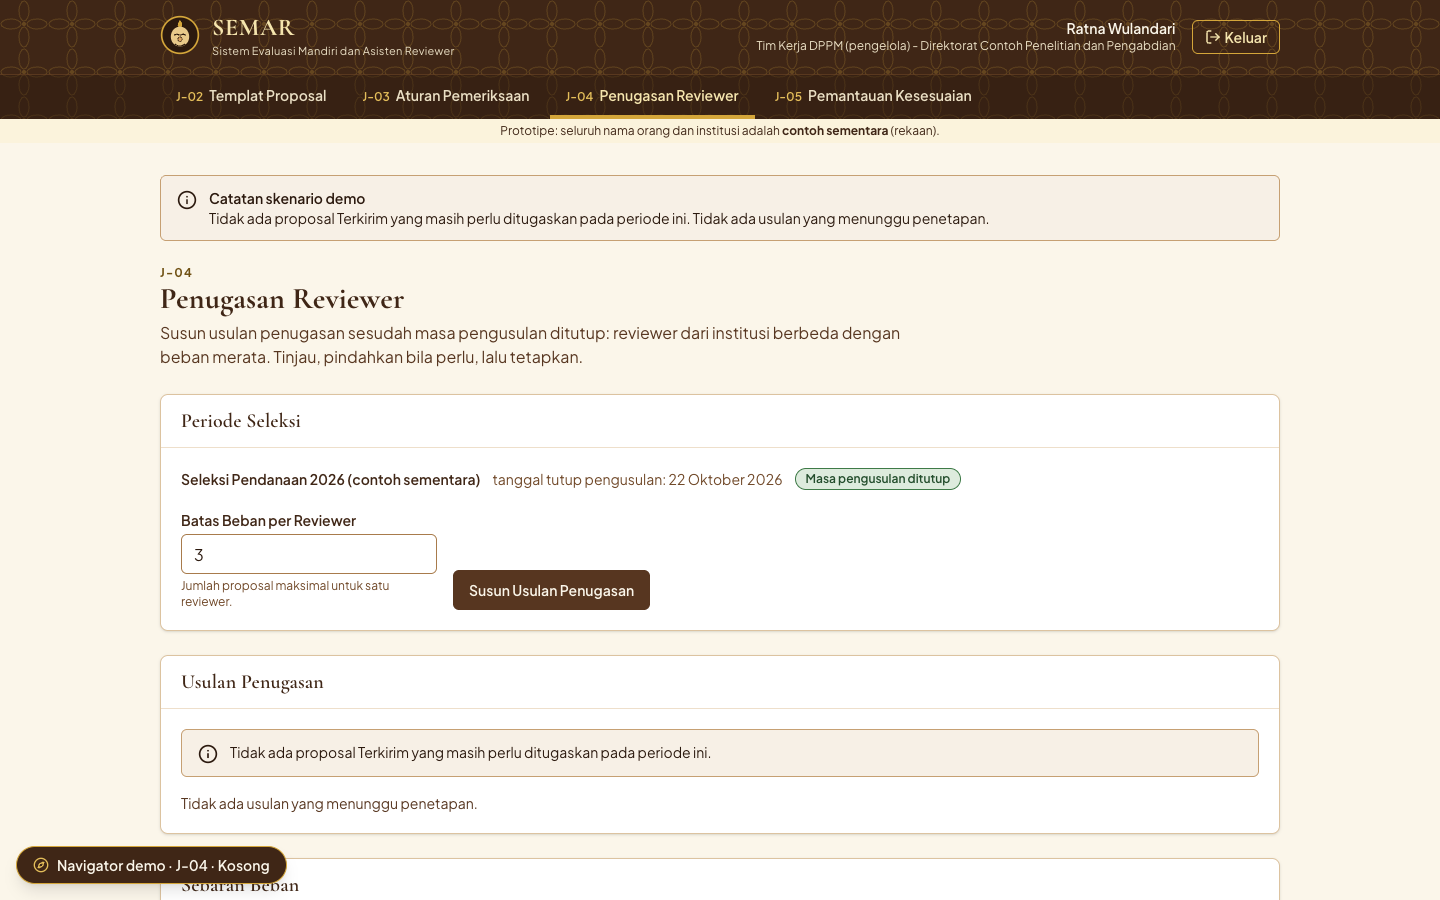 SEMAR
Sistem Evaluasi Mandiri dan Asisten Reviewer
Ratna Wulandari
Tim Kerja DPPM (pengelola) - Direktorat Contoh Penelitian dan Pengabdian
Keluar
J-02 Templat Proposal
J-03 Aturan Pemeriksaan
J-04 Penugasan Reviewer
J-05 Pemantauan Kesesuaian
Prototipe: seluruh nama orang dan institusi adalah contoh sementara (rekaan).
Catatan skenario demo
Tidak ada proposal Terkirim yang masih perlu ditugaskan pada periode ini. Tidak ada usulan yang menunggu penetapan.
J-04
Penugasan Reviewer
Susun usulan penugasan sesudah masa pengusulan ditutup: reviewer dari institusi berbeda dengan
beban merata. Tinjau, pindahkan bila perlu, lalu tetapkan.
Periode Seleksi
Seleksi Pendanaan 2026 (contoh sementara) tanggal tutup pengusulan: 22 Oktober 2026 Masa pengusulan ditutup
Batas Beban per Reviewer
3
Jumlah proposal maksimal untuk satu
reviewer.
Susun Usulan Penugasan
Usulan Penugasan
Tidak ada proposal Terkirim yang masih perlu ditugaskan pada periode ini.
Tidak ada usulan yang menunggu penetapan.
Navigator demo · J-04 · Kosong
Sebaran Beban